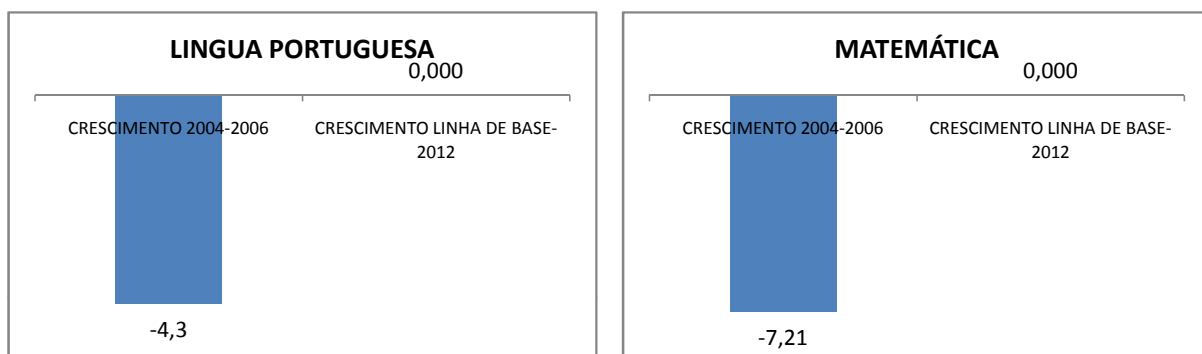 LINGUA PORTUGUESA
0,000
CRESCIMENTO 2004-2006
CRESCIMENTO LINHA DE BASE-
2012
-4,3
MATEMÁTICA
0,000
CRESCIMENTO 2004-2006
CRESCIMENTO LINHA DE BASE-
2012
-7,21